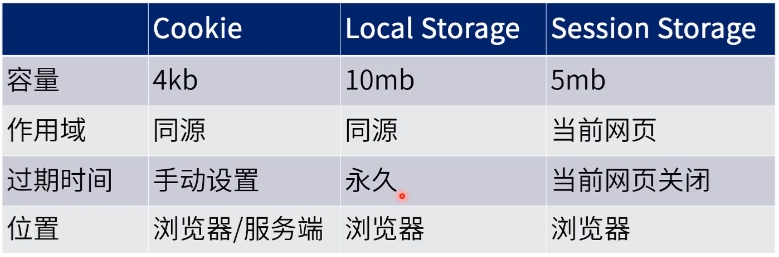 Cookie Local Storage Session Storage
容量 4kb 10mb 5mb
作用域 同源 同源 当前网页
过期时间 手动设置 永久 当前网页关闭
位置 浏览器/服务端 浏览器 浏览器